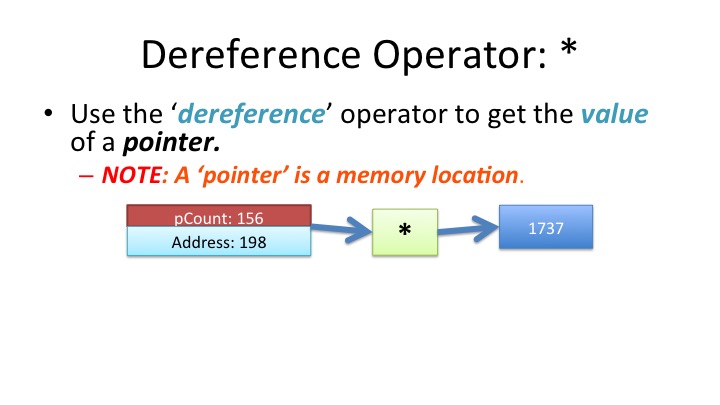 Dereference Operator: *
• Use the ‘dereference’ operator to get the value
of a pointer.
– NOTE: A ‘pointer’ is a memory location.
pCount: 156
Address: 198
*
1737